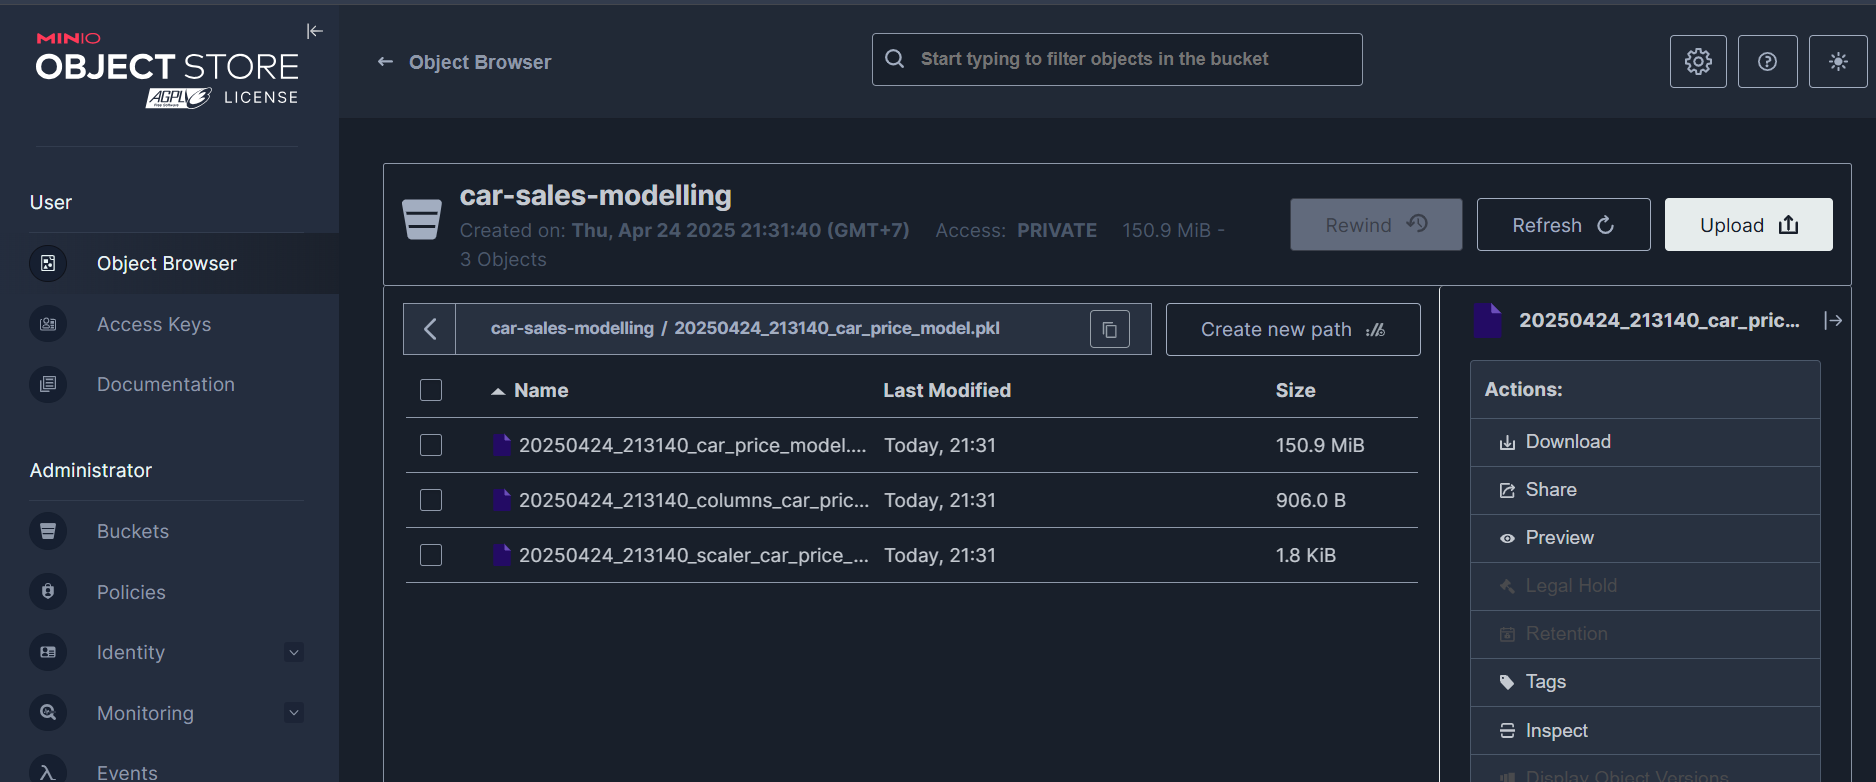 MINIO
OBJECT STORE
AGPL v3 LICENSE
User
Object Browser
Access Keys
Documentation
Administrator
Buckets
Policies
Identity
Monitoring
Events
Object Browser
Start typing to filter objects in the bucket
car-sales-modelling
Created on: Thu, Apr 24 2025 21:31:40 (GMT+7) Access: PRIVATE 150.9 MiB -
3 Objects
Rewind
Refresh
Upload
car-sales-modelling / 20250424_213140_car_price_model.pkl
Create new path
Name Last Modified Size
20250424_213140_car_price_model.... Today, 21:31 150.9 MiB
20250424_213140_columns_car_pric... Today, 21:31 906.0 B
20250424_213140_scaler_car_price_... Today, 21:31 1.8 KiB
20250424_213140_car_pric...
Actions:
Download
Share
Preview
Legal Hold
Retention
Tags
Inspect
Display Object Versions